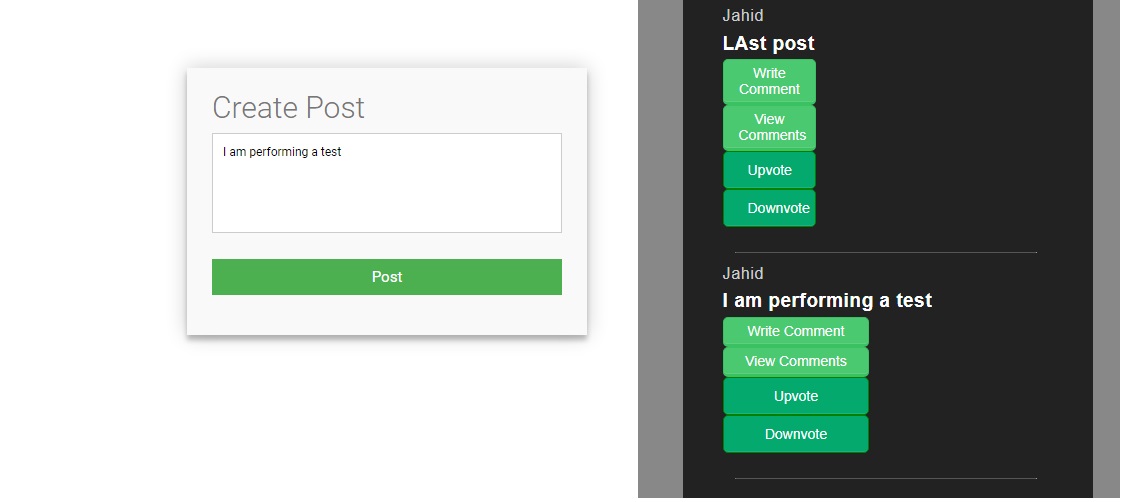 Create Post
I am performing a test
Post
Jahid
LAst post
Write
Comment
View
Comments
Upvote
Downvote
Jahid
I am performing a test
Write Comment
View Comments
Upvote
Downvote